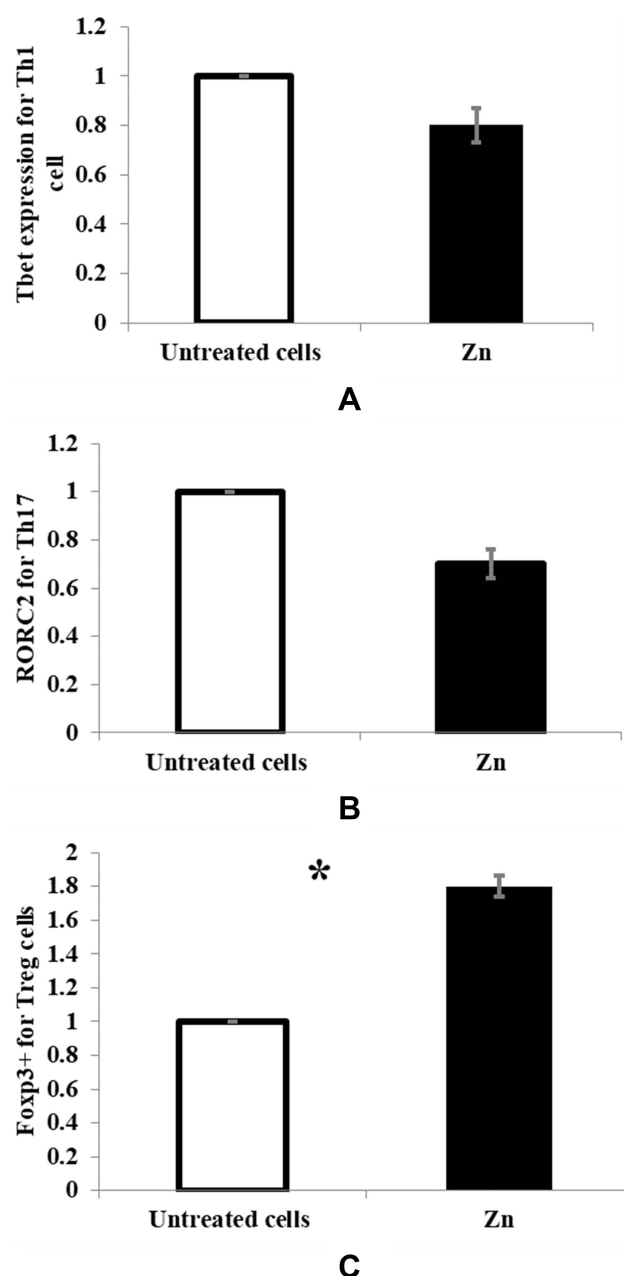 Tbet expression for Th1
cell
1.2
1
0.8
0.6
0.4
0.2
0
Untreated cells
Zn
A
RORC2 for Th17
1.2
1
0.8
0.6
0.4
0.2
0
Untreated cells
Zn
B
Foxp3+ for Treg cells
2
1.8
1.6
1.4
1.2
1
0.8
0.6
0.4
0.2
0
*
Untreated cells
Zn
C